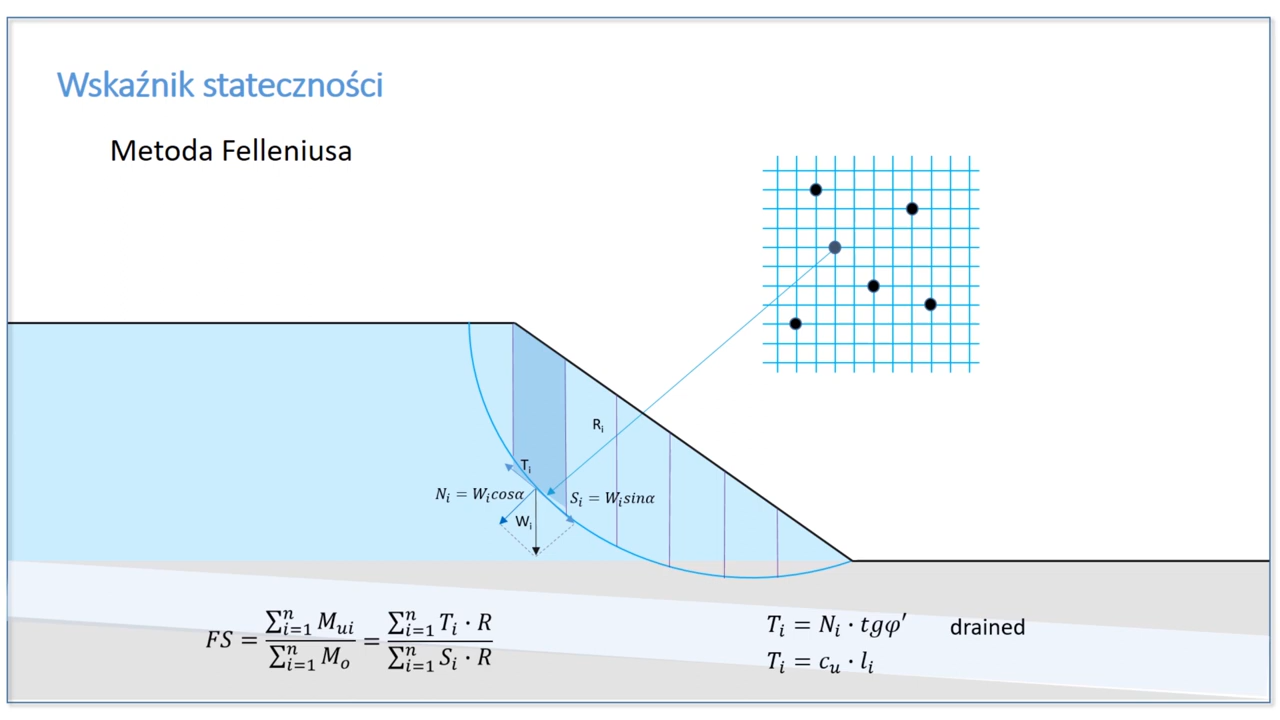 Wskaźnik stateczności
Metoda Felleniusa
Rᵢ
Tᵢ
Nᵢ = Wᵢcosα
Sᵢ = Wᵢsinα
Wᵢ
FS = ∑ⁿᵢ₌₁ Mᵤᵢ / ∑ⁿᵢ₌₁ Mₒ = ∑ⁿᵢ₌₁ Tᵢ · R / ∑ⁿᵢ₌₁ Sᵢ · R
Tᵢ = Nᵢ · tgφ′ drained
Tᵢ = cᵤ · lᵢ